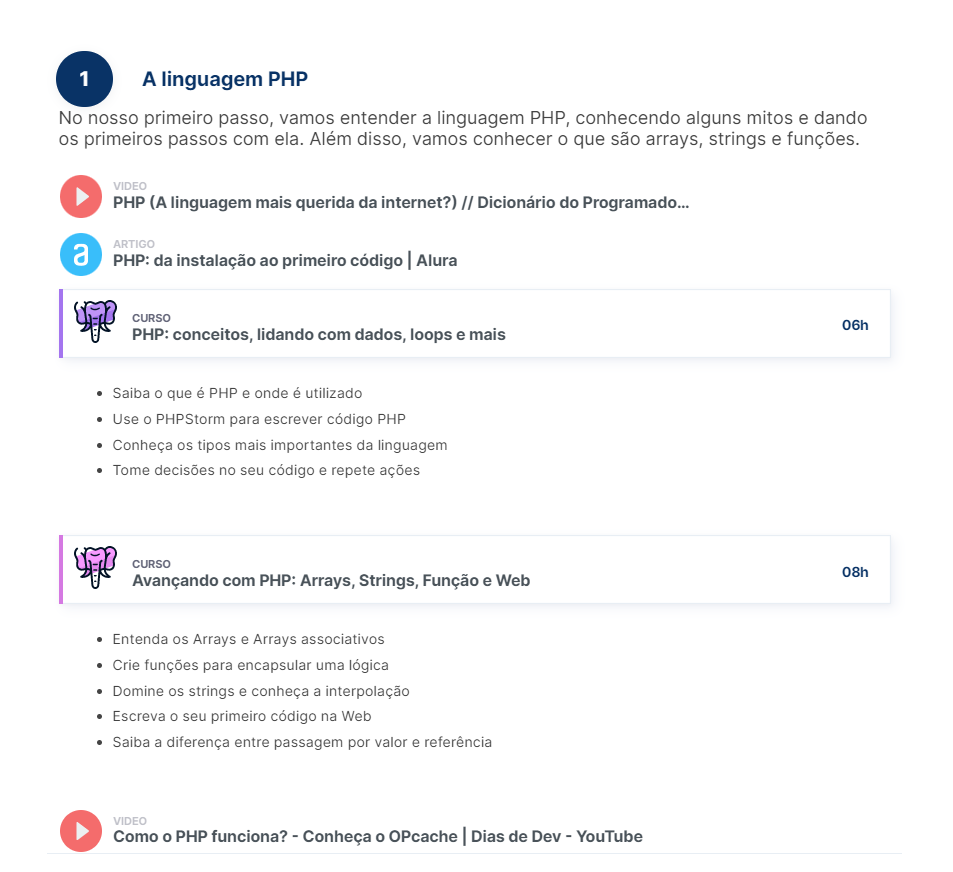 1
A linguagem PHP
No nosso primeiro passo, vamos entender a linguagem PHP, conhecendo alguns mitos e dando
os primeiros passos com ela. Além disso, vamos conhecer o que são arrays, strings e funções.
VIDEO
PHP (A linguagem mais querida da internet?) // Dicionário do Programado...
a
ARTIGO
PHP: da instalação ao primeiro código | Alura
CURSO
PHP: conceitos, lidando com dados, loops e mais
06h
Saiba o que é PHP e onde é utilizado
Use o PHPStorm para escrever código PHP
Conheça os tipos mais importantes da linguagem
Tome decisões no seu código e repete ações
CURSO
Avançando com PHP: Arrays, Strings, Função e Web
08h
Entenda os Arrays e Arrays associativos
Crie funções para encapsular uma lógica
Domine os strings e conheça a interpolação
Escreva o seu primeiro código na Web
Saiba a diferença entre passagem por valor e referência
VIDEO
Como o PHP funciona? - Conheça o OPcache | Dias de Dev - YouTube